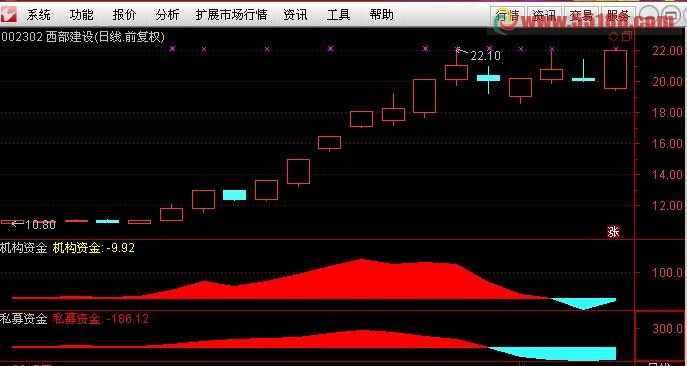 系统 功能 报价 分析 扩展市场行情 资讯 工具 帮助 行情 资讯 交易 服务
www.55188.com
002302 西部建设(日线.前复权)
22.10
22.00
20.00
18.00
16.00
14.00
12.00
10.80
涨
机构资金 机构资金:-9.92
100.0
私募资金 私募资金:-186.12
300.0